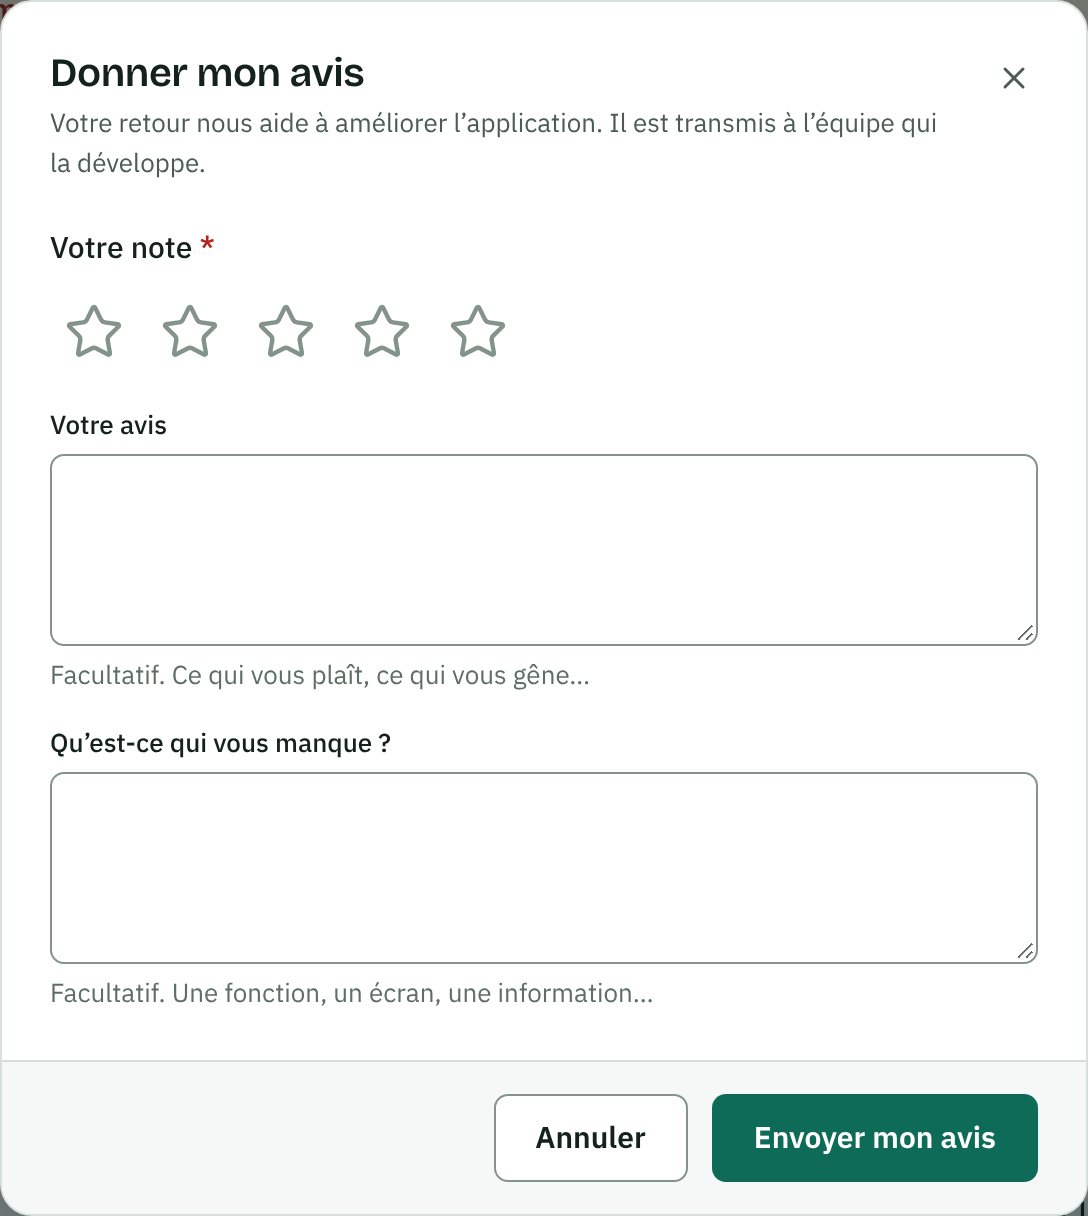 Donner mon avis
Votre retour nous aide à améliorer l’application. Il est transmis à l’équipe qui
la développe.
Votre note *
Votre avis
Facultatif. Ce qui vous plaît, ce qui vous gêne...
Qu’est-ce qui vous manque ?
Facultatif. Une fonction, un écran, une information...
Annuler
Envoyer mon avis